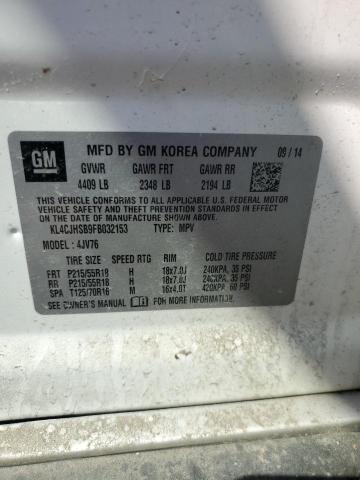 GM
MFD BY GM KOREA COMPANY 09/14
GVWR GAWR FRT GAWR RR
4409 LB 2348 LB 2194 LB
THIS VEHICLE CONFORMS TO ALL APPLICABLE U.S. FEDERAL MOTOR
VEHICLE SAFETY, BUMPER, AND THEFT PREVENTION STANDARDS IN EFFECT ON THE
DATE OF MANUFACTURE SHOWN ABOVE.
KL4CJHSB9FB032153 TYPE: MPV
MODEL: 4JV76
TIRE SIZE SPEED RTG RIM COLD TIRE PRESSURE
FRT P215/55R18 H 18x7.0J 240KPA, 35 PSI
RR P215/55R18 H 18x7.0J 240KPA, 35 PSI
SPA T125/70R16 M 16x4.0T 420KPA, 60 PSI
SEE OWNER'S MANUAL FOR MORE INFORMATION.